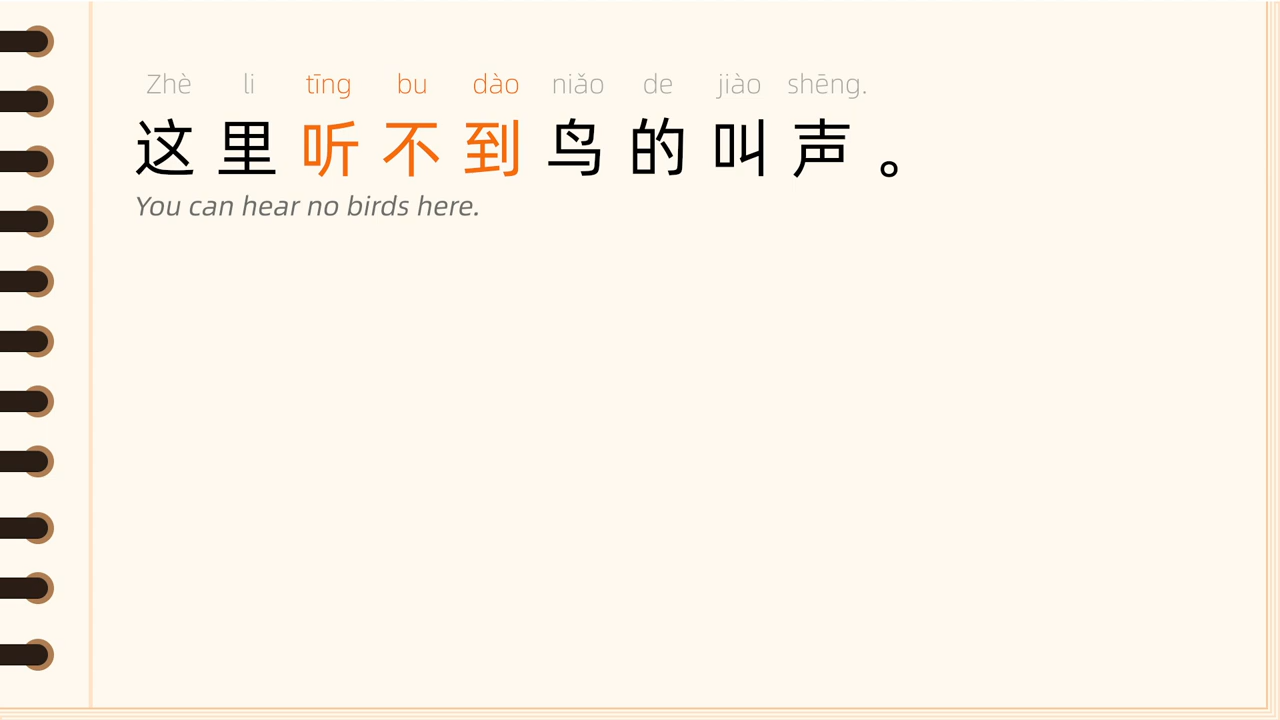 Zhè li tīng bu dào niǎo de jiào shēng.
这里听不到鸟的叫声。
You can hear no birds here.